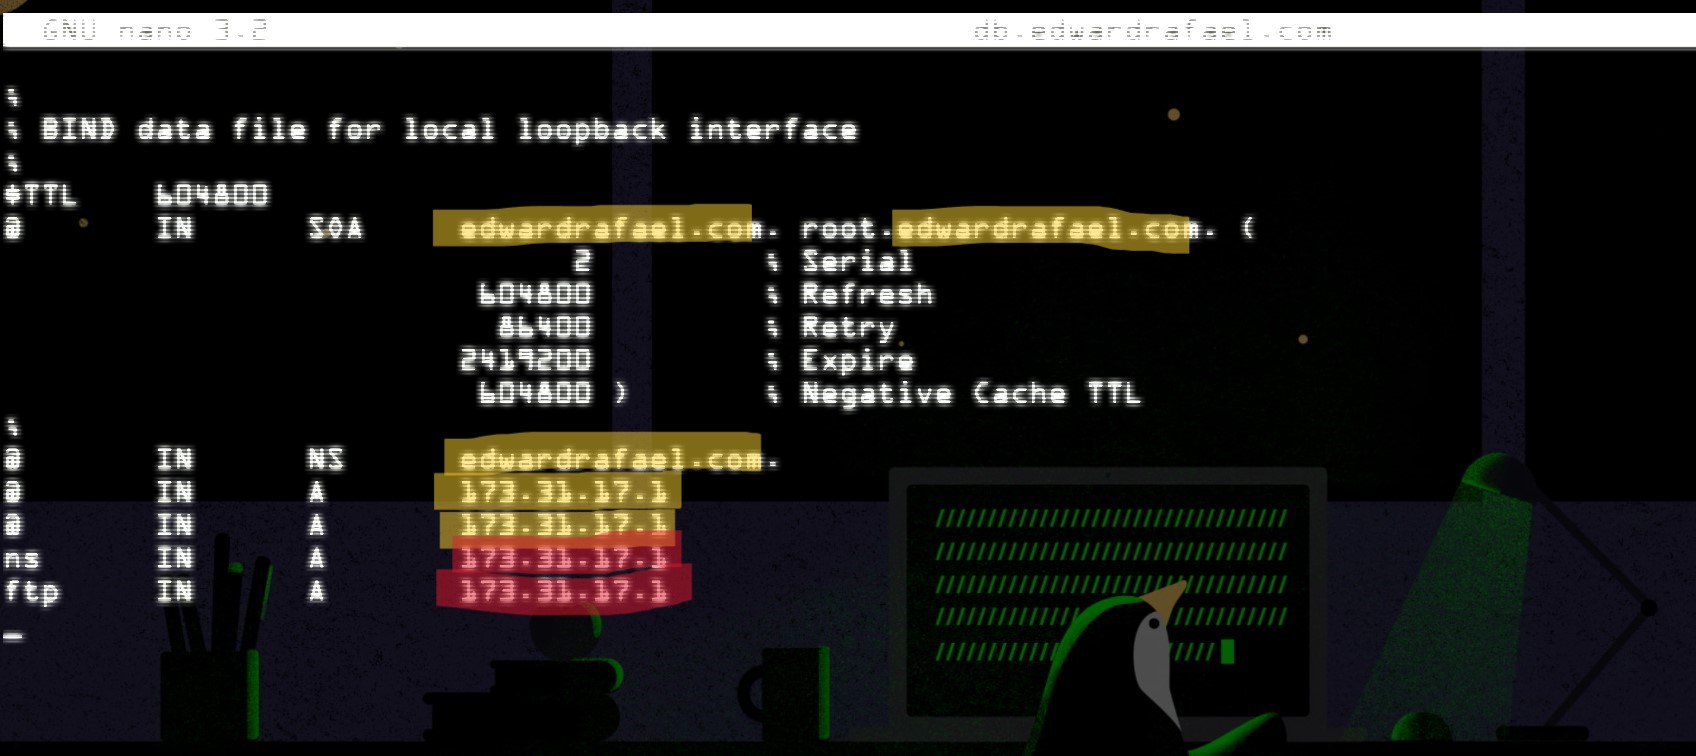 GNU nano 3.2 db.edwardrafael.com
;
; BIND data file for local loopback interface
;
$TTL 604800
@ IN SOA edwardrafael.com. root.edwardrafael.com. (
2 ; Serial
604800 ; Refresh
86400 ; Retry
2419200 ; Expire
604800 ) ; Negative Cache TTL
;
@ IN NS edwardrafael.com.
@ IN A 173.31.17.1
@ IN A 173.31.17.1
ns IN A 173.31.17.1
ftp IN A 173.31.17.1